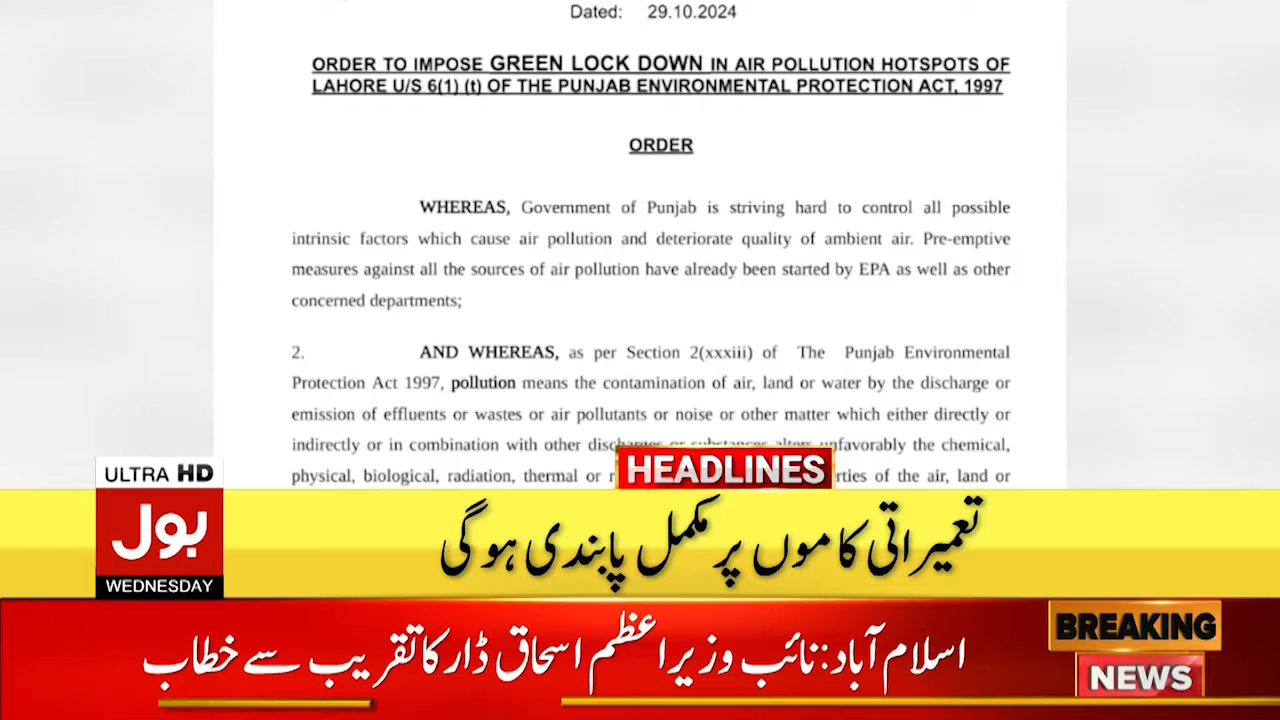 Dated: 29.10.2024
ORDER TO IMPOSE GREEN LOCK DOWN IN AIR POLLUTION HOTSPOTS OF
LAHORE U/S 6(1) (t) OF THE PUNJAB ENVIRONMENTAL PROTECTION ACT, 1997
ORDER
WHEREAS, Government of Punjab is striving hard to control all possible
intrinsic factors which cause air pollution and deteriorate quality of ambient air. Pre-emptive
measures against all the sources of air pollution have already been started by EPA as well as other
concerned departments;
2. AND WHEREAS, as per Section 2(xxxiii) of The Punjab Environmental
Protection Act 1997, pollution means the contamination of air, land or water by the discharge or
emission of effluents or wastes or air pollutants or noise or other matter which either directly or
indirectly or in combination with other discharges or substances alters unfavorably the chemical,
physical, biological, radiation, thermal or the air, land or
HEADLINES
ULTRA HD
بول
WEDNESDAY
تعمیراتی کاموں پر مکمل پابندی ہوگی
BREAKING
NEWS
اسلام آباد: نائب وزیراعظم اسحاق ڈار کا تقریب سے خطاب